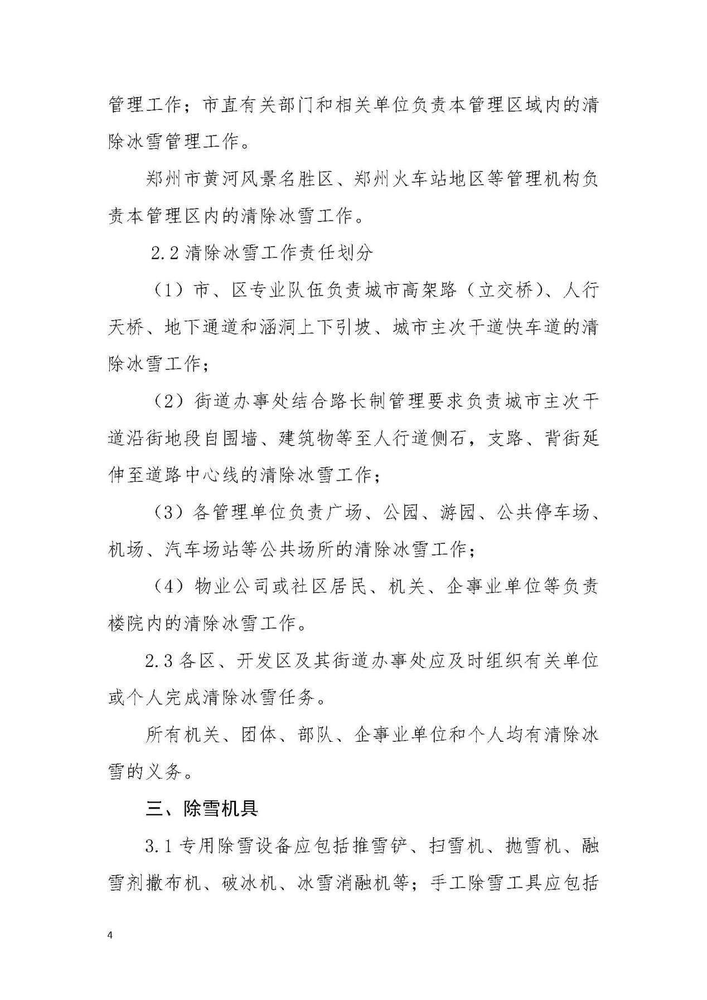 管理工作；市直有关部门和相关单位负责本管理区域内的清
除冰雪管理工作。
郑州市黄河风景名胜区、郑州火车站地区等管理机构负
责本管理区内的清除冰雪工作。
2.2 清除冰雪工作责任划分
（1）市、区专业队伍负责城市高架路（立交桥）、人行
天桥、地下通道和涵洞上下引坡、城市主次干道快车道的清
除冰雪工作；
（2）街道办事处结合路长制管理要求负责城市主次干
道沿街地段自围墙、建筑物等至人行道侧石，支路、背街延
伸至道路中心线的清除冰雪工作；
（3）各管理单位负责广场、公园、游园、公共停车场、
机场、汽车场站等公共场所的清除冰雪工作；
（4）物业公司或社区居民、机关、企事业单位等负责
楼院内的清除冰雪工作。
2.3 各区、开发区及其街道办事处应及时组织有关单位
或个人完成清除冰雪任务。
所有机关、团体、部队、企事业单位和个人均有清除冰
雪的义务。
三、除雪机具
3.1 专用除雪设备应包括推雪铲、扫雪机、抛雪机、融
雪剂撒布机、破冰机、冰雪消融机等；手工除雪工具应包括
4